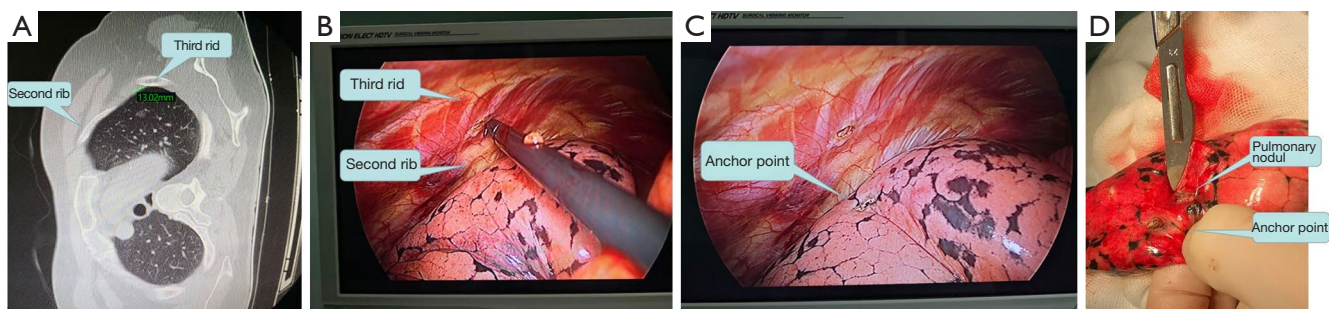 A
Third rid
Second rib
13.02mm
B
ION ELECT HDTV SURGICAL VIEWING MONITOR
Third rid
Second rib
C
ECT HDTV SURGICAL VIEWING MONITOR
Anchor point
D
Pulmonary
nodul
Anchor point